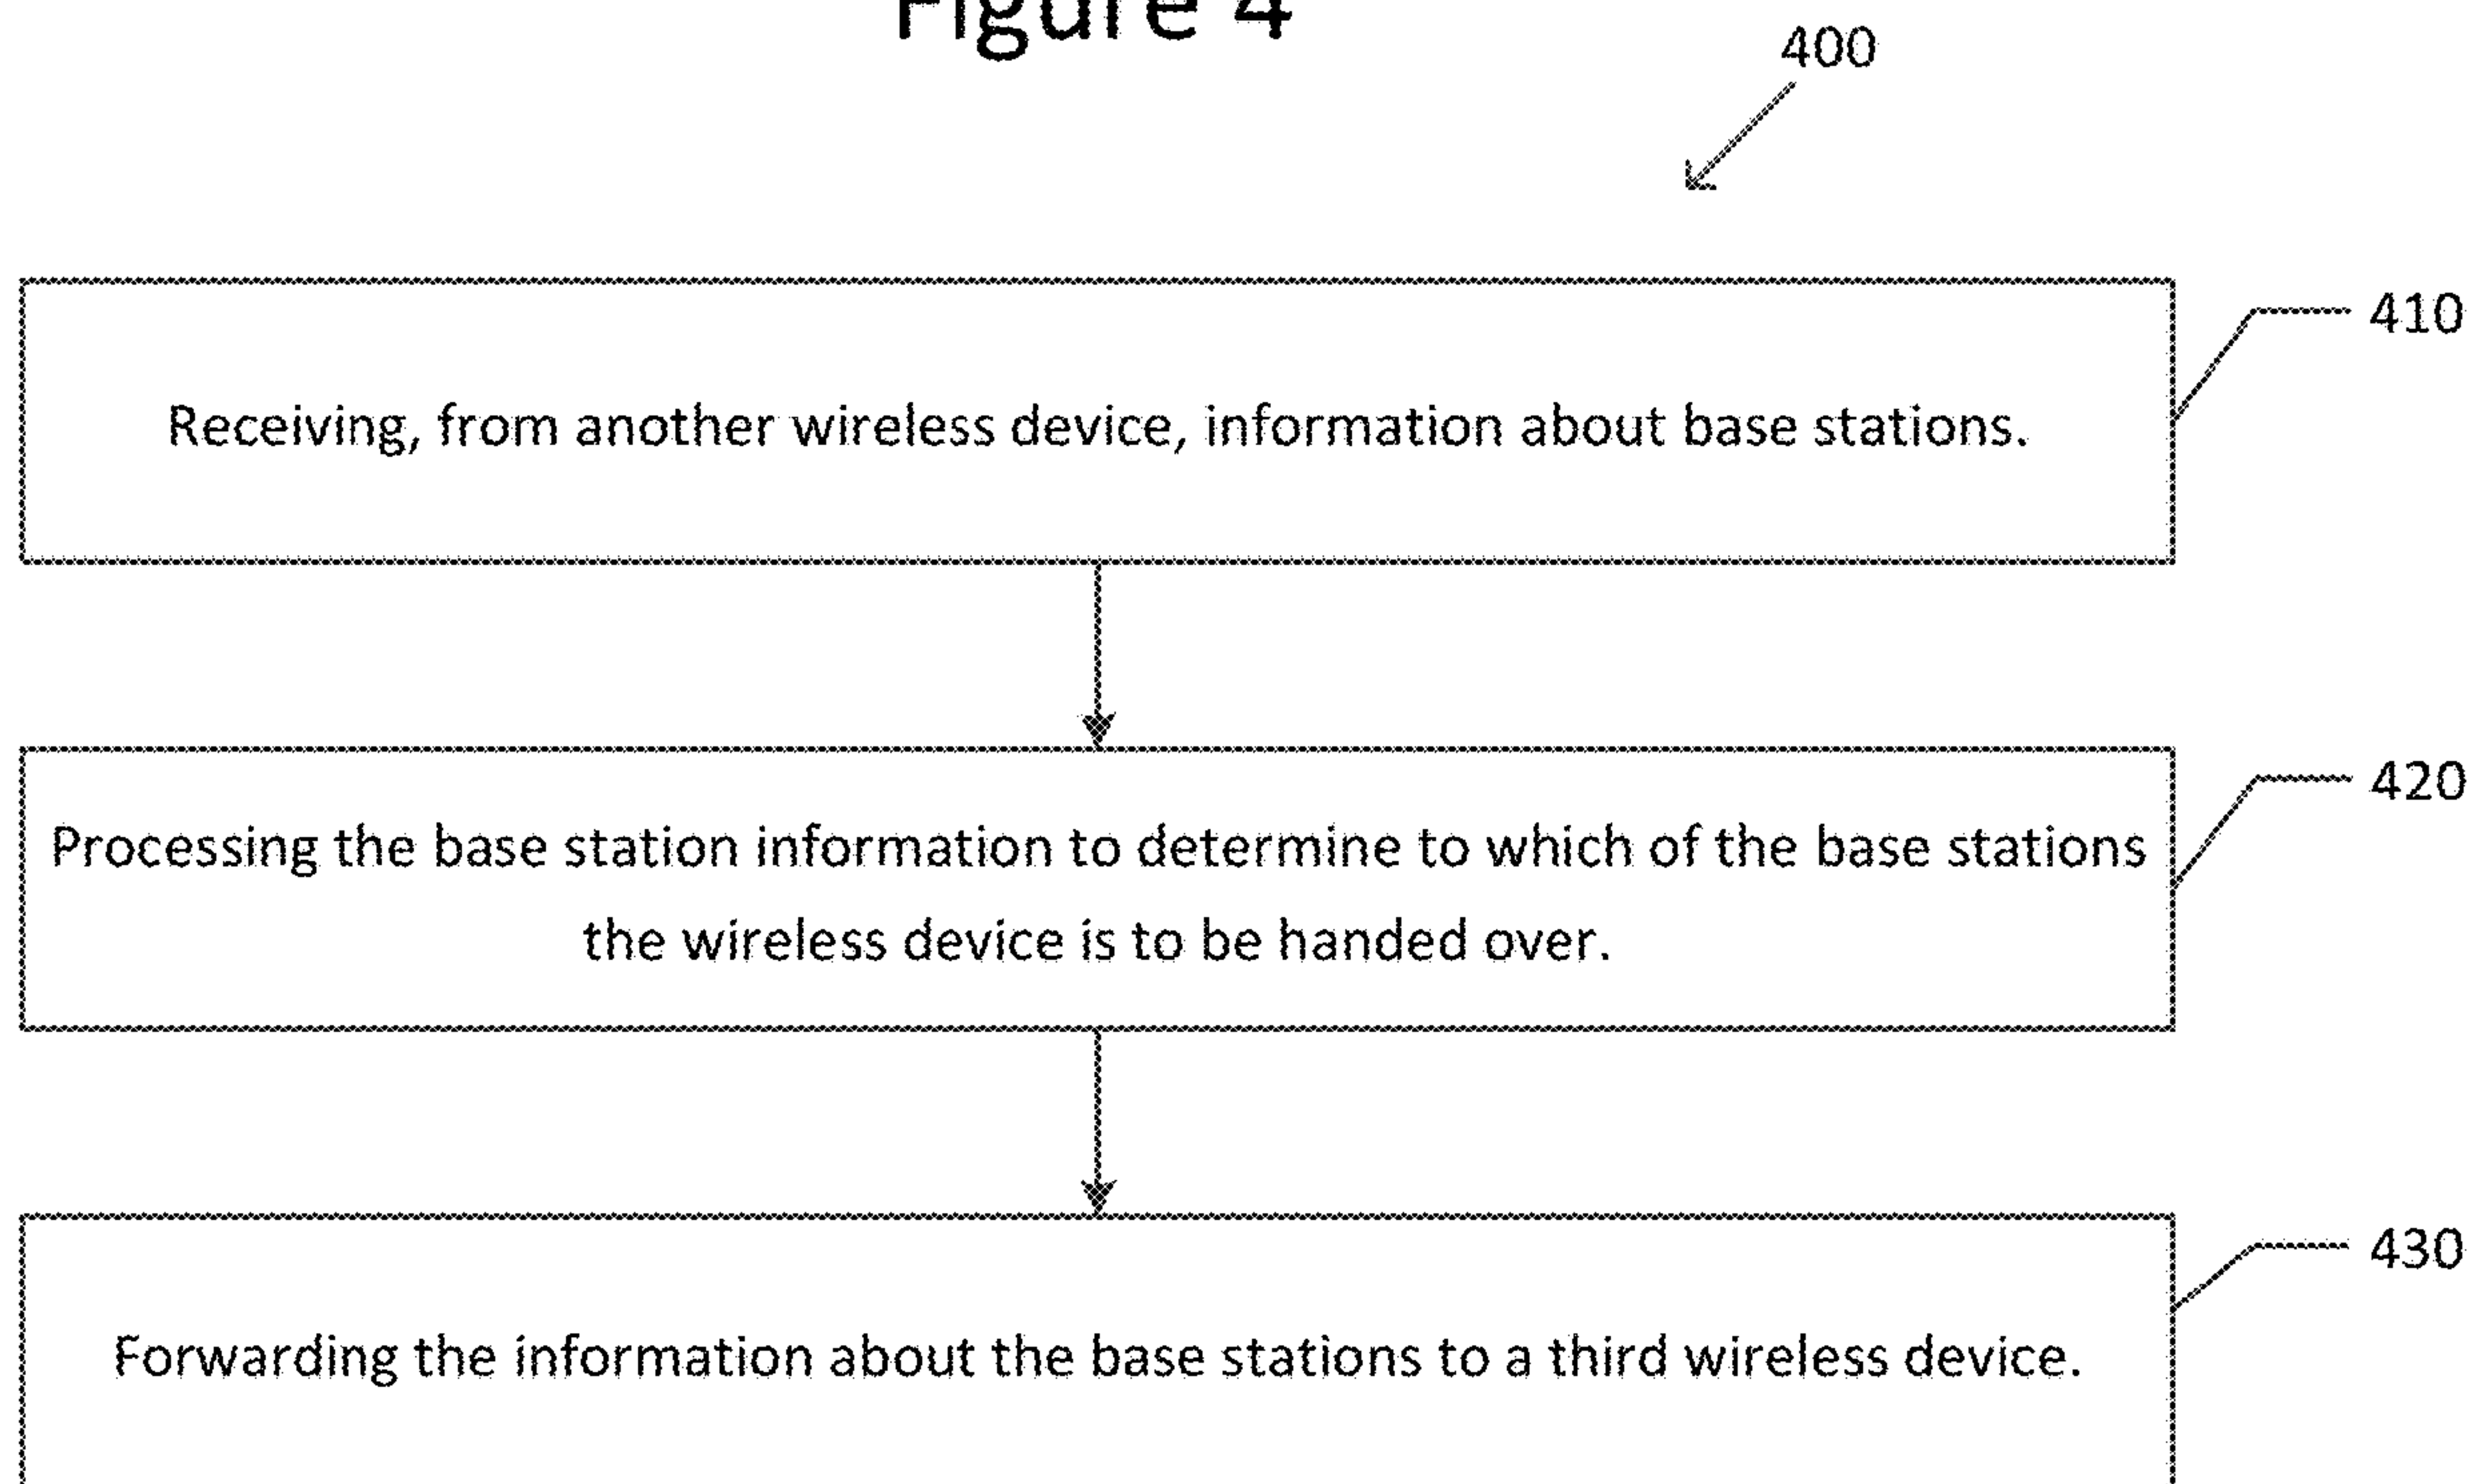 Figure 4
400
410
Receiving, from another wireless device, information about base stations.
420
Processing the base station information to determine to which of the base stations
the wireless device is to be handed over.
430
Forwarding the information about the base stations to a third wireless device.